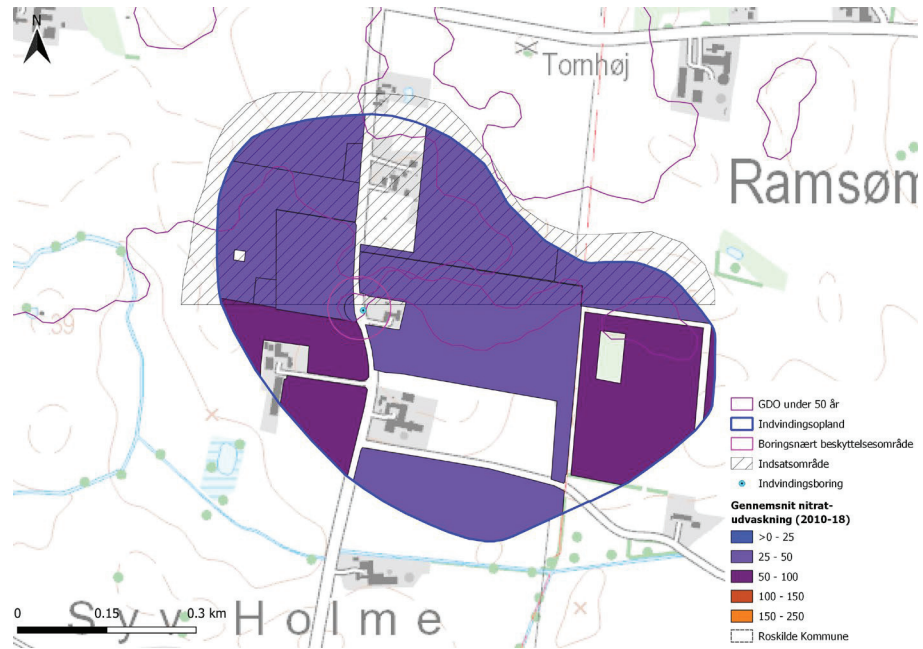 N
Tornhøj
Ramsøm
39
GDO under 50 år
Indvindingsopland
Boringsnært beskyttelsesområde
Indsatsområde
Indvindingsboring
Gennemsnit nitrat-
udvaskning (2010-18)
>0 - 25
25 - 50
50 - 100
100 - 150
150 - 250
Roskilde Kommune
0 0.15 0.3 km
Syv Holme